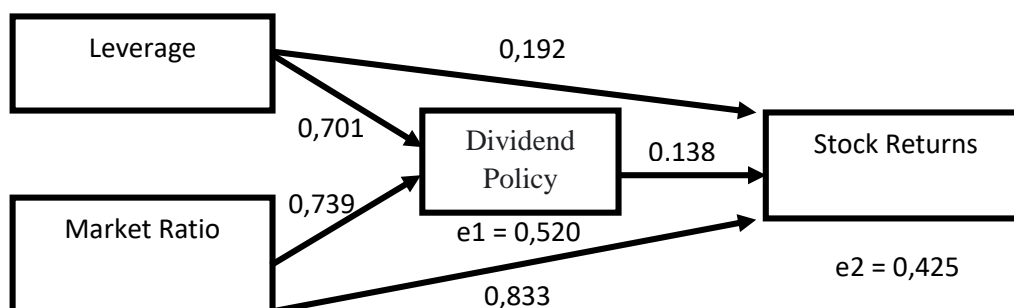 Leverage
0,192
0,701
Dividend
Policy
0.138
Stock Returns
Market Ratio
0,739
e1 = 0,520
e2 = 0,425
0,833